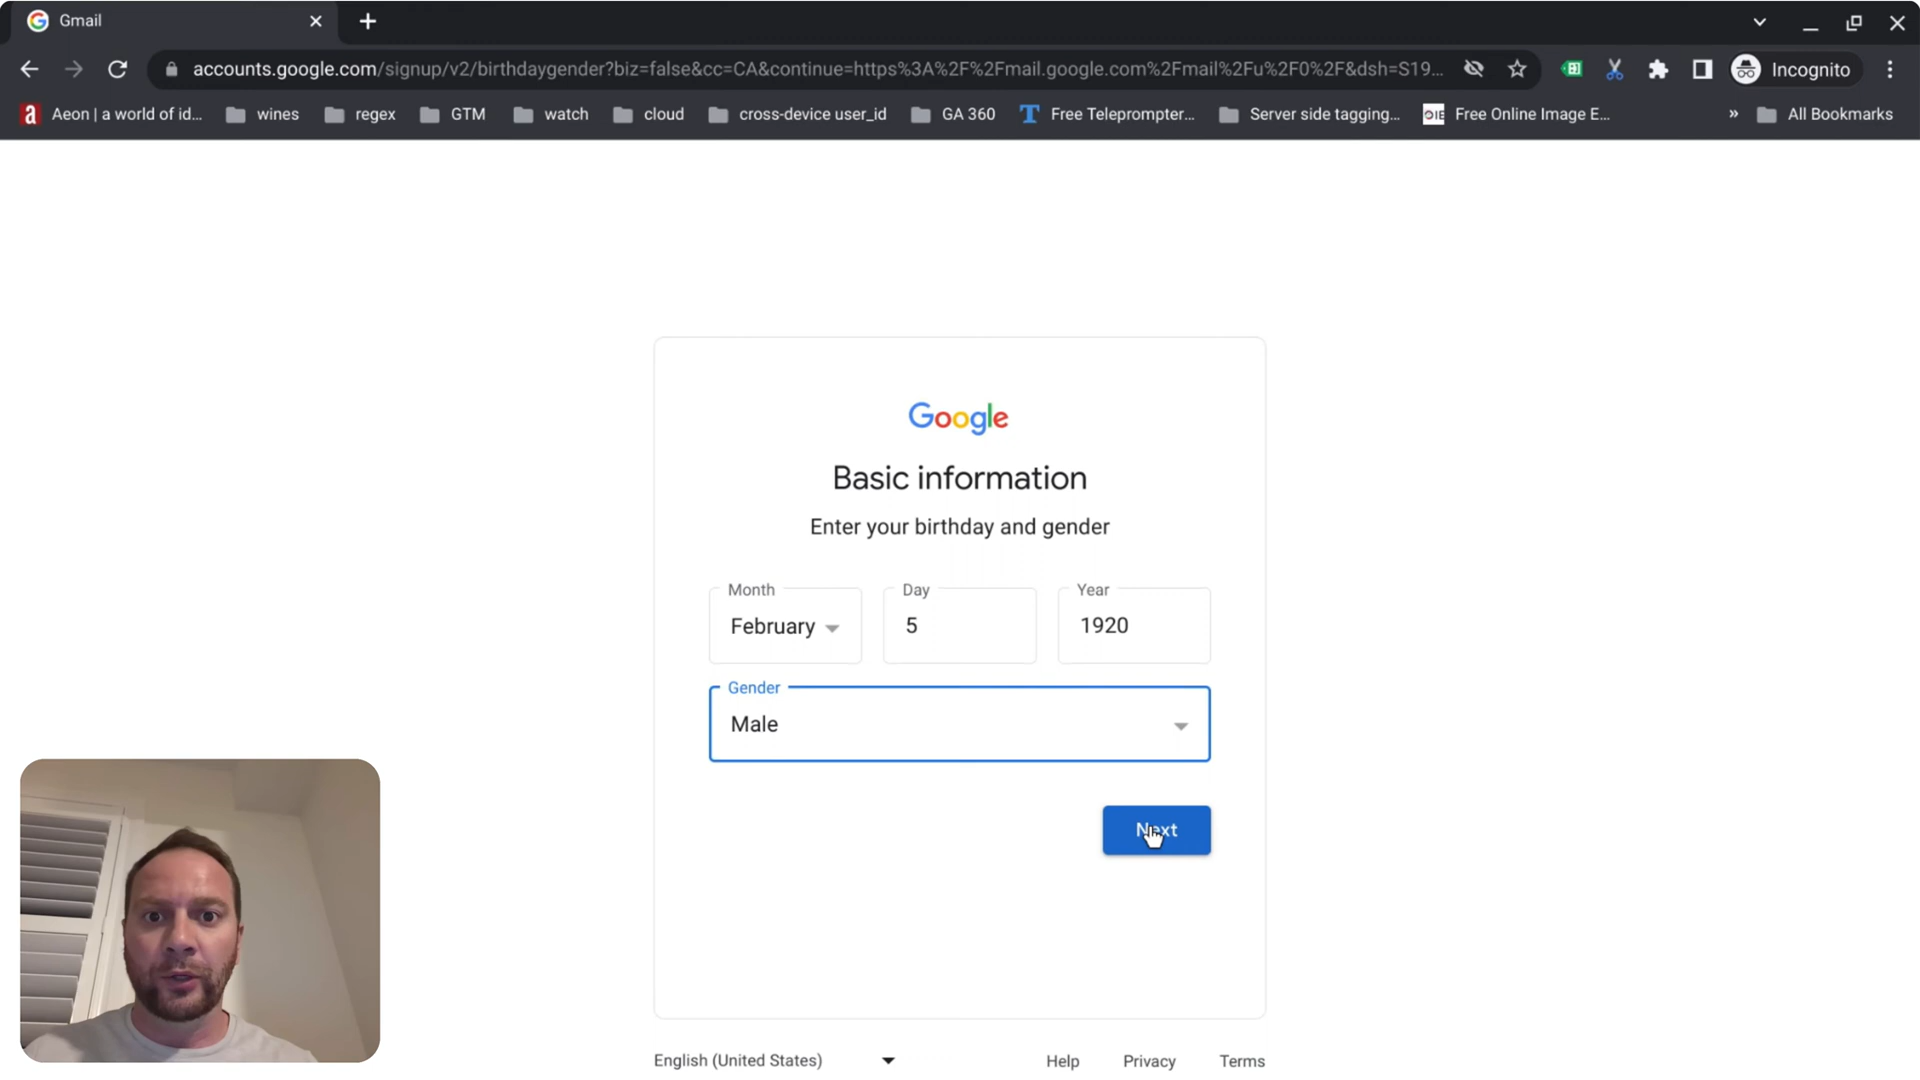 Gmail
accounts.google.com/signup/v2/birthdaygender?biz=false&cc=CA&continue=https%3A%2F%2Fmail.google.com%2Fmail%2Fu%2F0%2F&dsh=S19...
Incognito
a Aeon | a world of id... wines regex GTM watch cloud cross-device user_id GA 360 T Free Teleprompter... Server side tagging... OIE Free Online Image E... » All Bookmarks
Google
Basic information
Enter your birthday and gender
Month Day Year
February 5 1920
Gender
Male
Next
English (United States) Help Privacy Terms